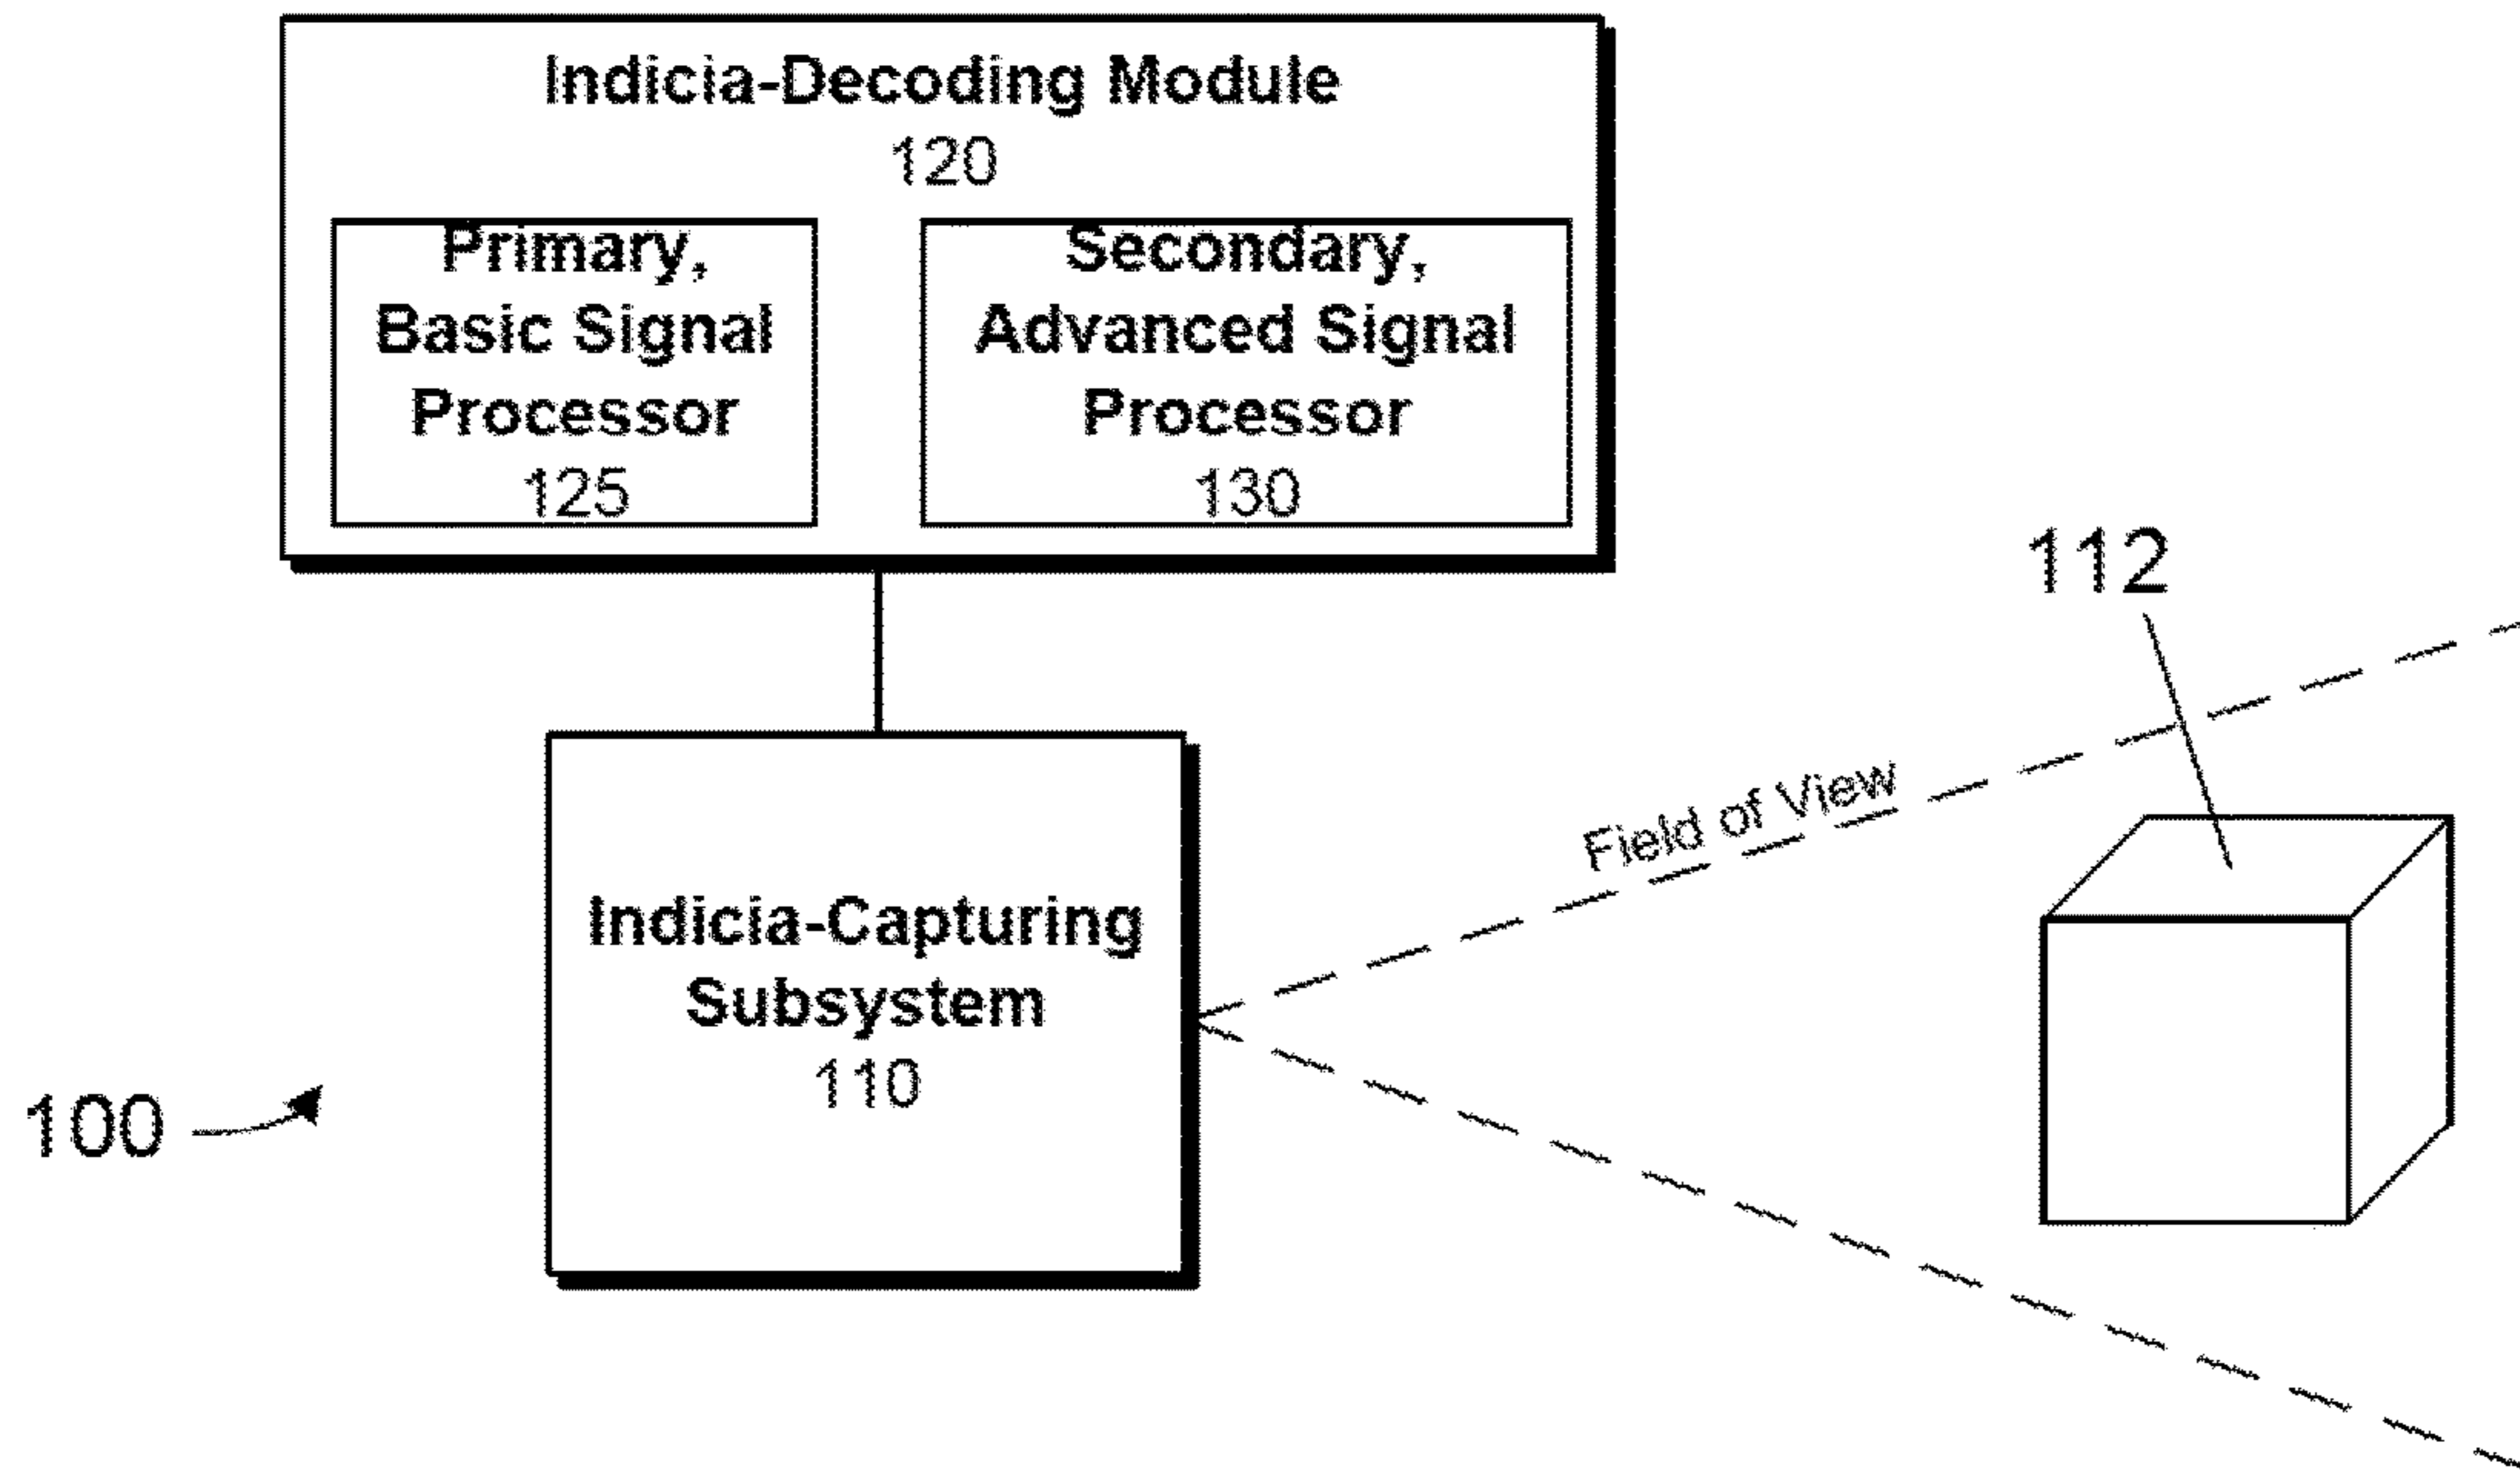 Indicia-Decoding Module
120
Primary,
Basic Signal
Processor
125
Secondary,
Advanced Signal
Processor
130
112
Field of View
Indicia-Capturing
Subsystem
110
100